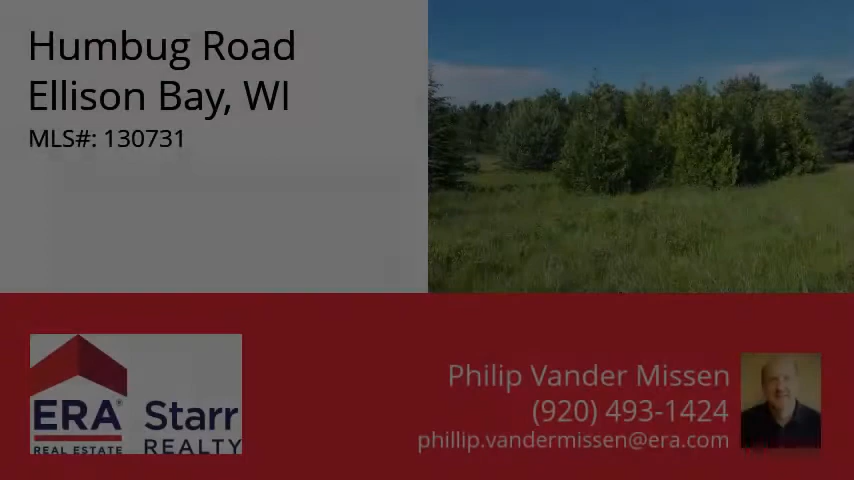 Humbug Road
Ellison Bay, WI
MLS#: 130731
ERA®
REAL ESTATE
Starr
REALTY
Philip Vander Missen
(920) 493-1424
phillip.vandermissen@era.com